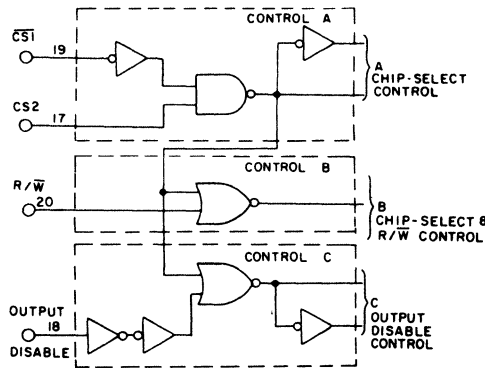 CONTROL A
C̅S̅1̅
19
A
CHIP-SELECT
CONTROL
CS2
17
CONTROL B
R/W̅
20
B
CHIP-SELECT &
R/W̅ CONTROL
CONTROL C
OUTPUT
18
DISABLE
C
OUTPUT
DISABLE
CONTROL